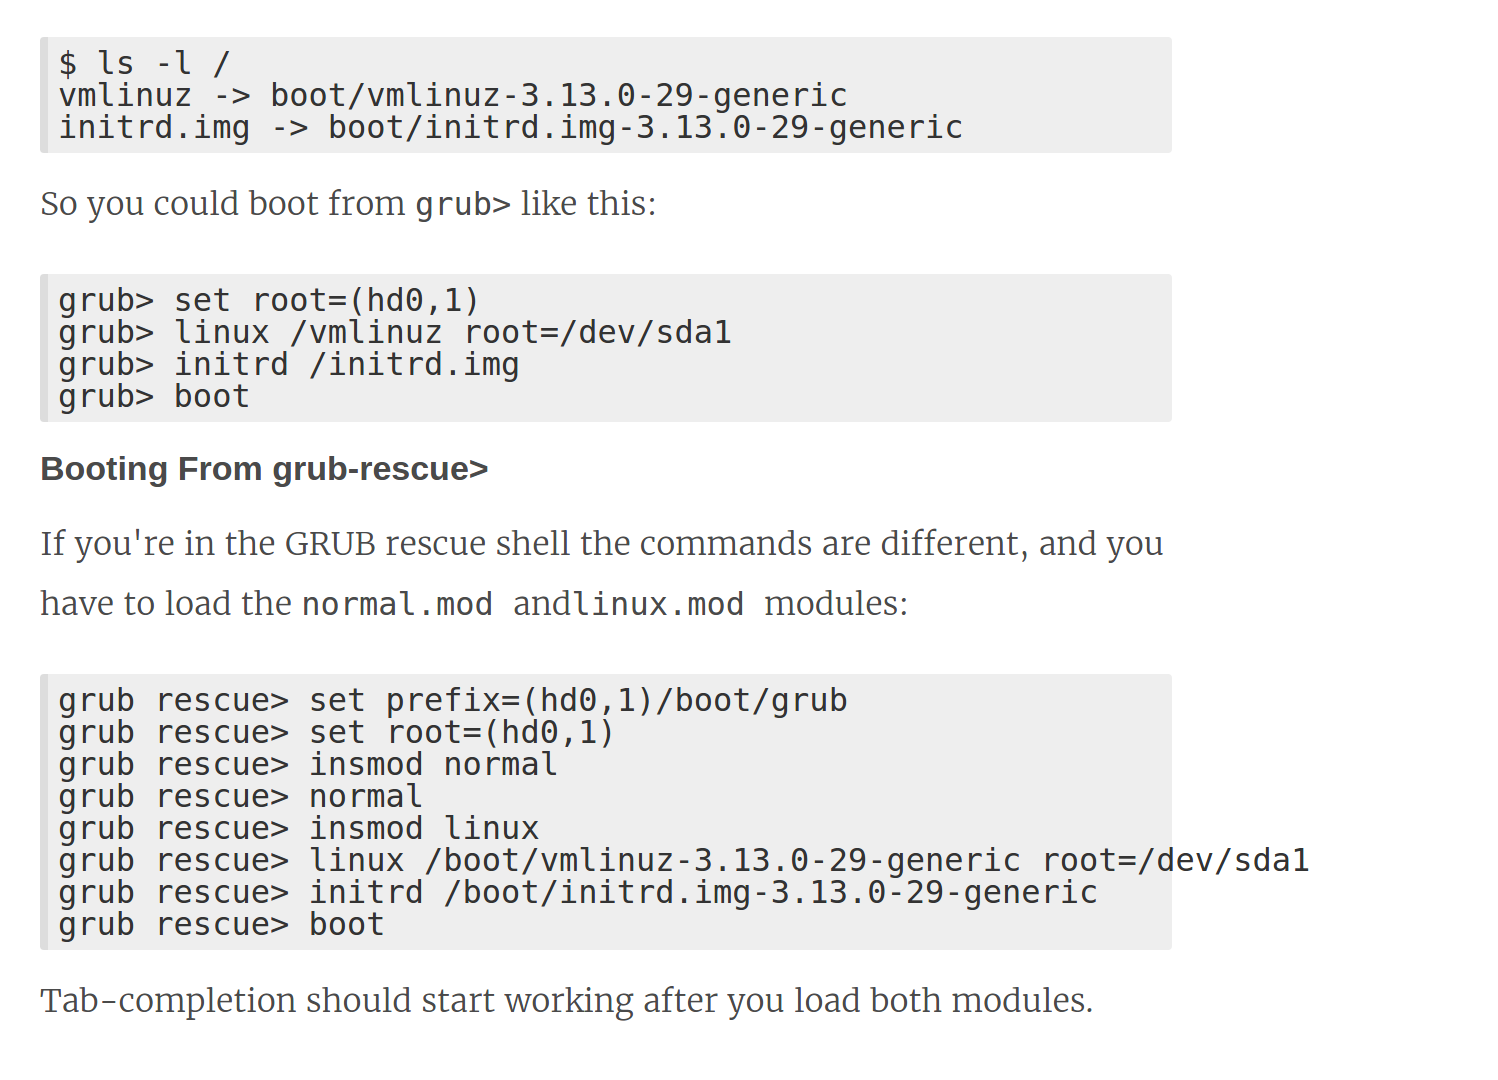 $ ls -l /
vmlinuz -> boot/vmlinuz-3.13.0-29-generic
initrd.img -> boot/initrd.img-3.13.0-29-generic
So you could boot from grub> like this:
grub> set root=(hd0,1)
grub> linux /vmlinuz root=/dev/sda1
grub> initrd /initrd.img
grub> boot
Booting From grub-rescue>
If you're in the GRUB rescue shell the commands are different, and you
have to load the normal.mod andlinux.mod modules:
grub rescue> set prefix=(hd0,1)/boot/grub
grub rescue> set root=(hd0,1)
grub rescue> insmod normal
grub rescue> normal
grub rescue> insmod linux
grub rescue> linux /boot/vmlinuz-3.13.0-29-generic root=/dev/sda1
grub rescue> initrd /boot/initrd.img-3.13.0-29-generic
grub rescue> boot
Tab-completion should start working after you load both modules.